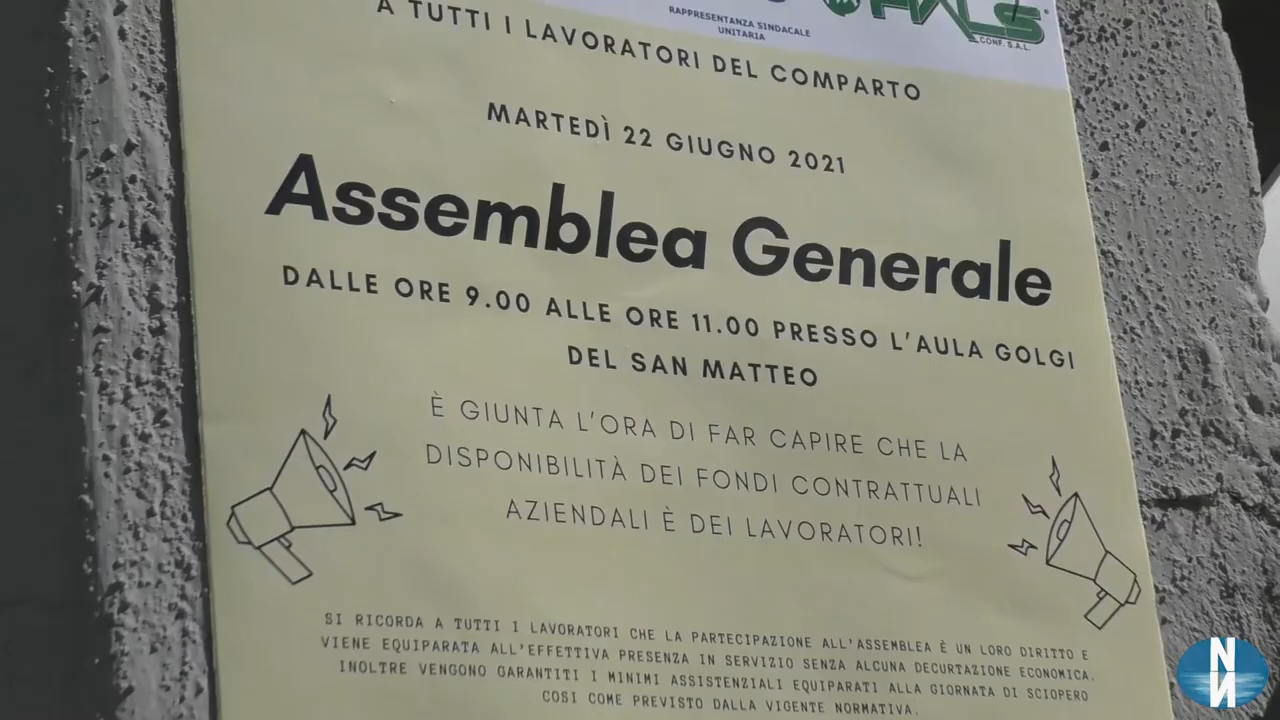 RAPPRESENTANZA SINDACALE
UNITARIA
FIALS
CONF. S.A.L.
A TUTTI I LAVORATORI DEL COMPARTO
MARTEDÌ 22 GIUGNO 2021
Assemblea Generale
DALLE ORE 9.00 ALLE ORE 11.00 PRESSO L'AULA GOLGI
DEL SAN MATTEO
È GIUNTA L'ORA DI FAR CAPIRE CHE LA
DISPONIBILITÀ DEI FONDI CONTRATTUALI
AZIENDALI È DEI LAVORATORI!
SI RICORDA A TUTTI I LAVORATORI CHE LA PARTECIPAZIONE ALL'ASSEMBLEA È UN LORO DIRITTO E
VIENE EQUIPARATA ALL'EFFETTIVA PRESENZA IN SERVIZIO SENZA ALCUNA DECURTAZIONE ECONOMICA.
INOLTRE VENGONO GARANTITI I MINIMI ASSISTENZIALI EQUIPARATI ALLA GIORNATA DI SCIOPERO
COSI COME PREVISTO DALLA VIGENTE NORMATIVA.
N
N